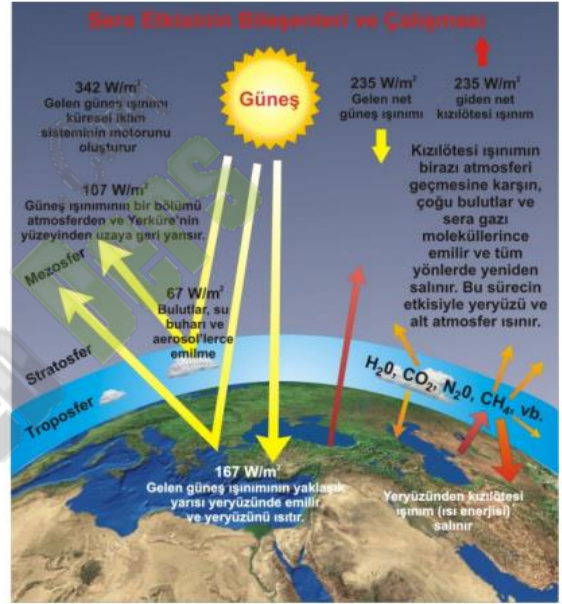 Sera Etkisinin Bileşenleri ve Çalışması
342 W/m²
Gelen güneş ışınımı
küresel iklim
sisteminin motorunu
oluşturur
Güneş
235 W/m²
Gelen net
güneş ışınımı
235 W/m²
giden net
kızılötesi ışınım
107 W/m²
Güneş ışınımının bir bölümü
atmosferden ve Yerküre'nin
yüzeyinden uzaya geri yansır.
Kızılötesi ışınımın
birazı atmosferi
geçmesine karşın,
çoğu bulutlar ve
sera gazı
moleküllerince
emilir ve tüm
yönlerde yeniden
salınır. Bu sürecin
etkisiyle yeryüzü ve
alt atmosfer ısınır.
Mezosfer
67 W/m²
Bulutlar, su
buharı ve
aerosol'lerce
emilme
Stratosfer
Troposfer
H₂0, CO₂, N₂0, CH₄, vb.
167 W/m²
Gelen güneş ışınımının yaklaşık
yarısı yeryüzünde emilir
ve yeryüzünü ısıtır.
Yeryüzünden kızılötesi
ışınım (ısı enerjisi)
salınır